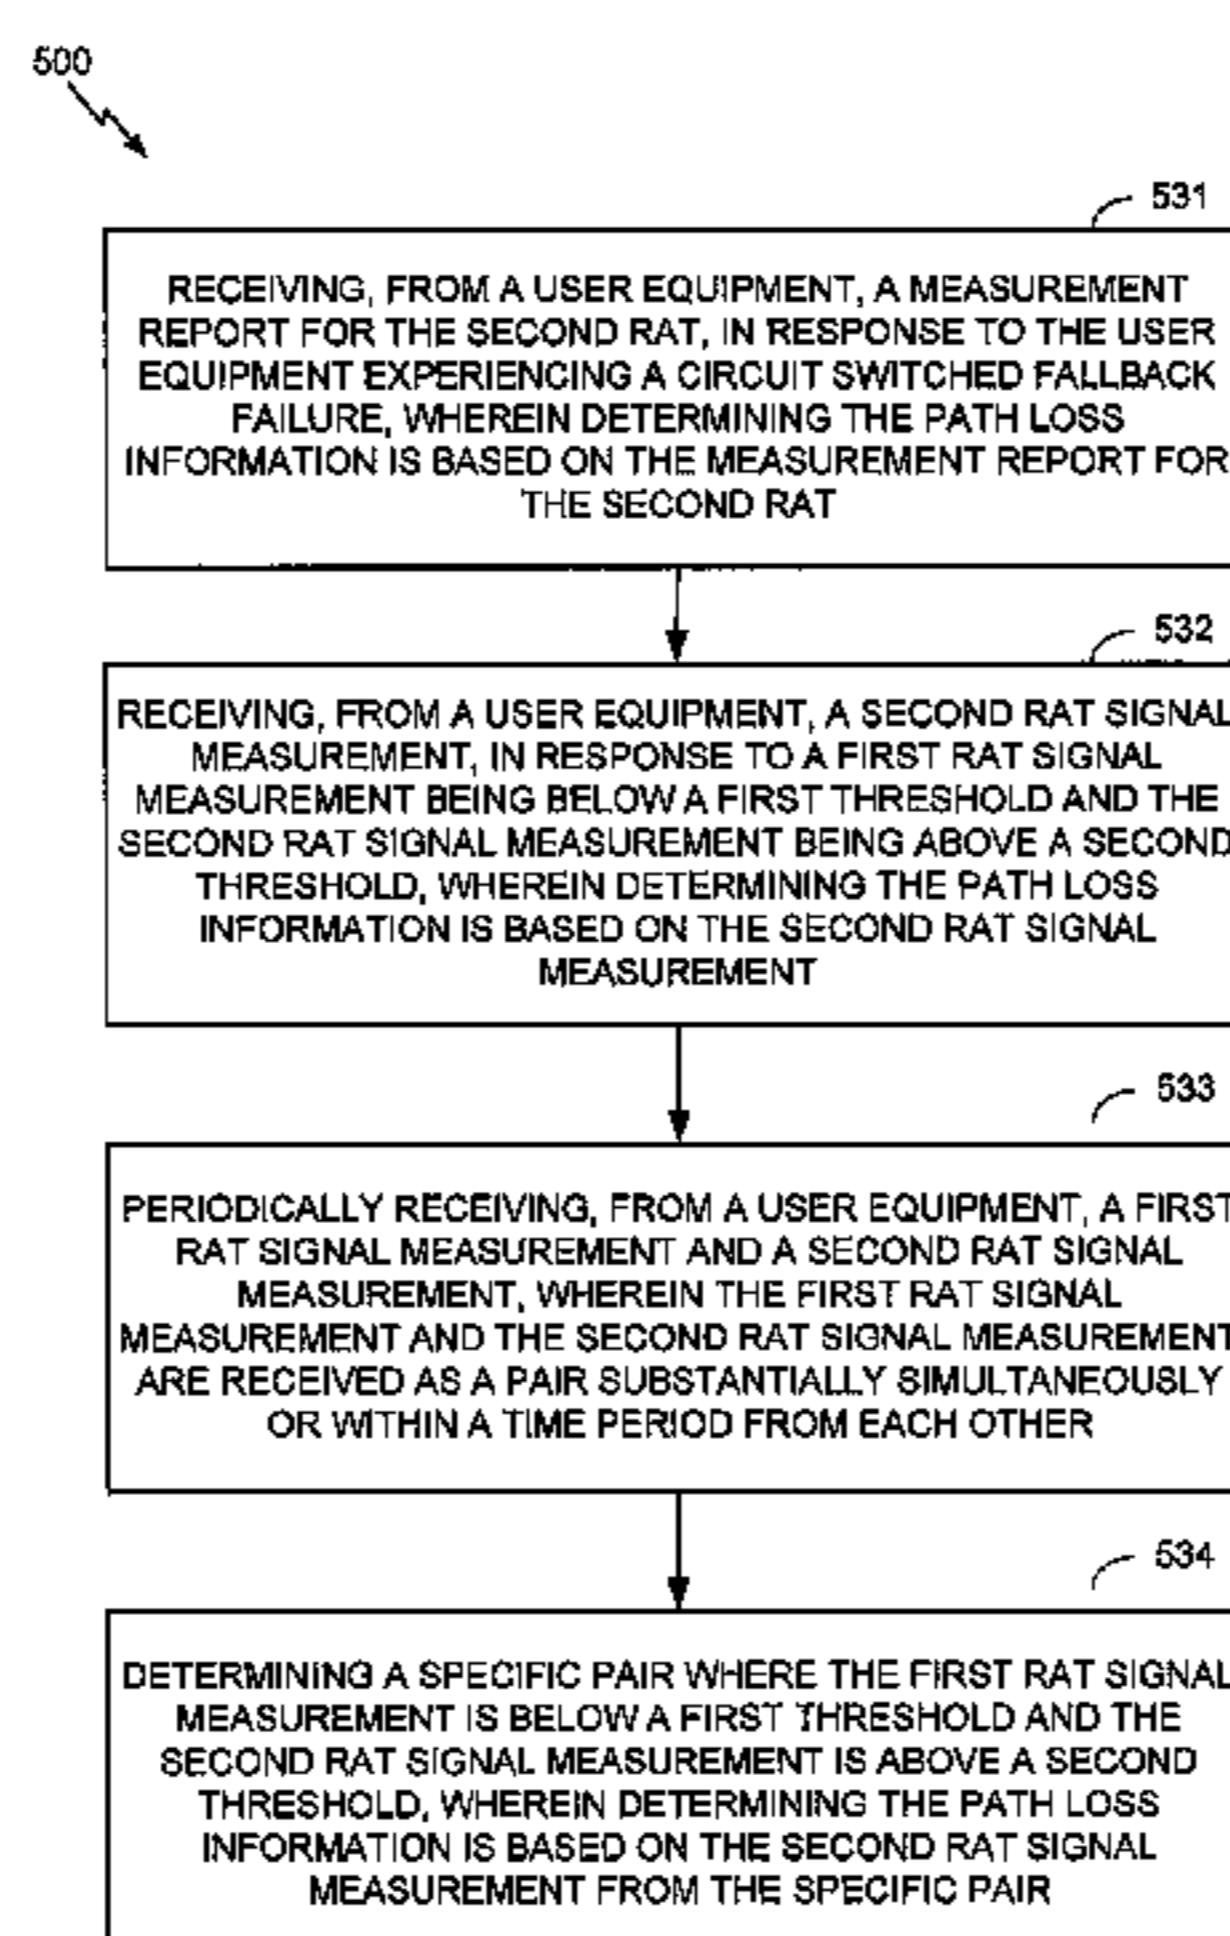 500
531
RECEIVING, FROM A USER EQUIPMENT, A MEASUREMENT
REPORT FOR THE SECOND RAT, IN RESPONSE TO THE USER
EQUIPMENT EXPERIENCING A CIRCUIT SWITCHED FALLBACK
FAILURE, WHEREIN DETERMINING THE PATH LOSS
INFORMATION IS BASED ON THE MEASUREMENT REPORT FOR
THE SECOND RAT
532
RECEIVING, FROM A USER EQUIPMENT, A SECOND RAT SIGNAL
MEASUREMENT, IN RESPONSE TO A FIRST RAT SIGNAL
MEASUREMENT BEING BELOW A FIRST THRESHOLD AND THE
SECOND RAT SIGNAL MEASUREMENT BEING ABOVE A SECOND
THRESHOLD, WHEREIN DETERMINING THE PATH LOSS
INFORMATION IS BASED ON THE SECOND RAT SIGNAL
MEASUREMENT
533
PERIODICALLY RECEIVING, FROM A USER EQUIPMENT, A FIRST
RAT SIGNAL MEASUREMENT AND A SECOND RAT SIGNAL
MEASUREMENT, WHEREIN THE FIRST RAT SIGNAL
MEASUREMENT AND THE SECOND RAT SIGNAL MEASUREMENT
ARE RECEIVED AS A PAIR SUBSTANTIALLY SIMULTANEOUSLY
OR WITHIN A TIME PERIOD FROM EACH OTHER
534
DETERMINING A SPECIFIC PAIR WHERE THE FIRST RAT SIGNAL
MEASUREMENT IS BELOW A FIRST THRESHOLD AND THE
SECOND RAT SIGNAL MEASUREMENT IS ABOVE A SECOND
THRESHOLD, WHEREIN DETERMINING THE PATH LOSS
INFORMATION IS BASED ON THE SECOND RAT SIGNAL
MEASUREMENT FROM THE SPECIFIC PAIR